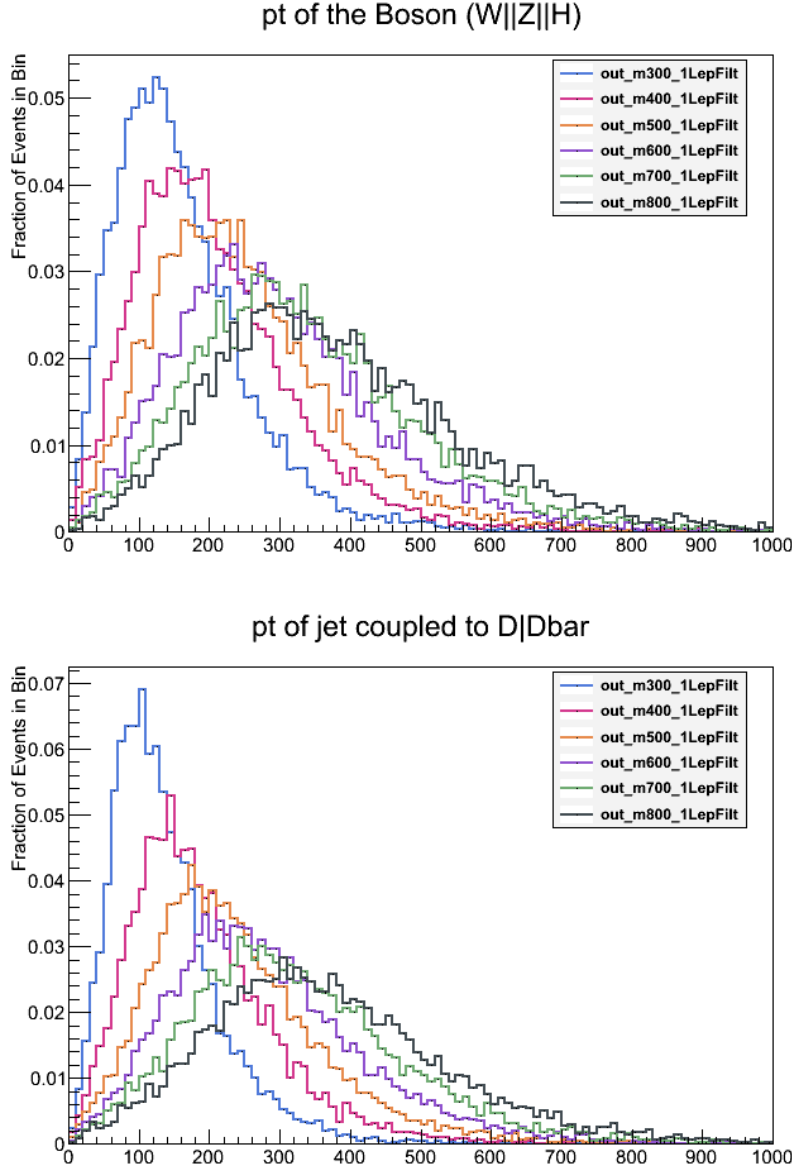 pt of the Boson (W||Z||H)
Fraction of Events in Bin
0.05
0.04
0.03
0.02
0.01
0
out_m300_1LepFilt
out_m400_1LepFilt
out_m500_1LepFilt
out_m600_1LepFilt
out_m700_1LepFilt
out_m800_1LepFilt
0 100 200 300 400 500 600 700 800 900 1000
pt of jet coupled to D|Dbar
Fraction of Events in Bin
0.07
0.06
0.05
0.04
0.03
0.02
0.01
0
out_m300_1LepFilt
out_m400_1LepFilt
out_m500_1LepFilt
out_m600_1LepFilt
out_m700_1LepFilt
out_m800_1LepFilt
0 100 200 300 400 500 600 700 800 900 1000